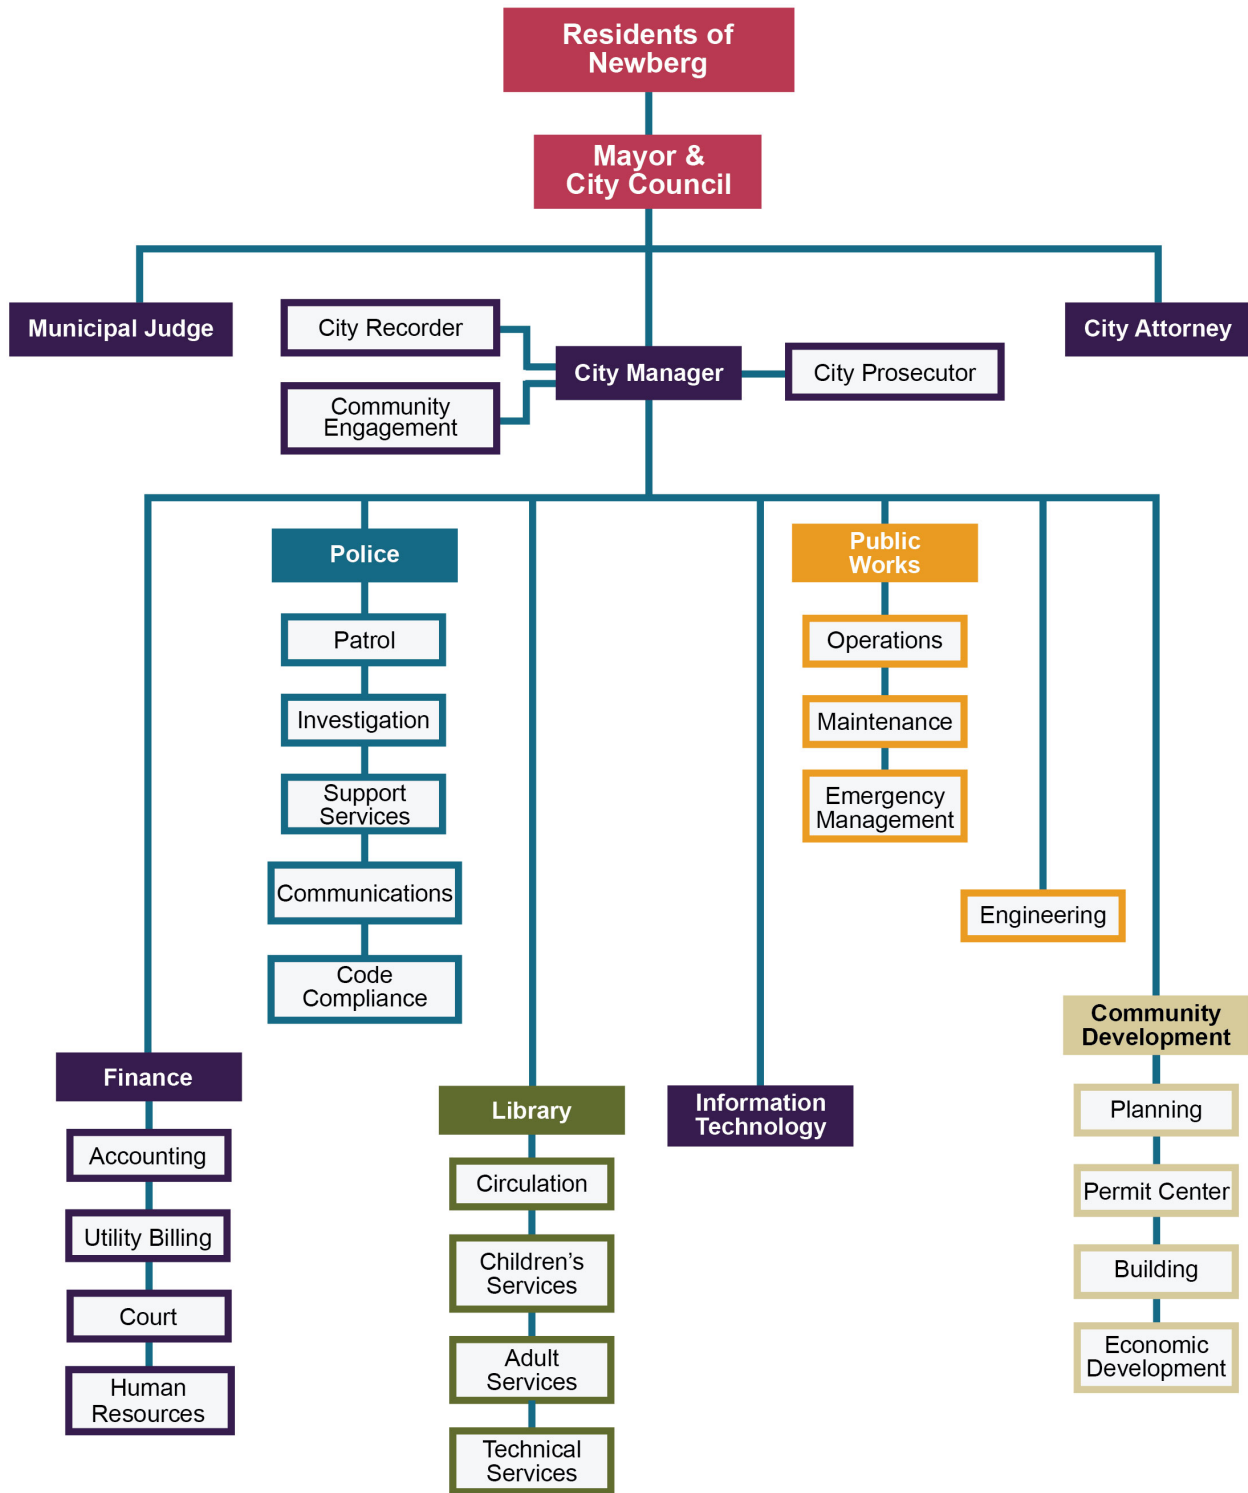 Residents of
Newberg
Mayor &
City Council
Municipal Judge
City Recorder
City Attorney
City Manager
City Prosecutor
Community
Engagement
Police
Patrol
Investigation
Support
Services
Communications
Code
Compliance
Public
Works
Operations
Maintenance
Emergency
Management
Engineering
Community
Development
Planning
Permit Center
Building
Economic
Development
Finance
Accounting
Utility Billing
Court
Human
Resources
Library
Circulation
Children’s
Services
Adult
Services
Technical
Services
Information
Technology